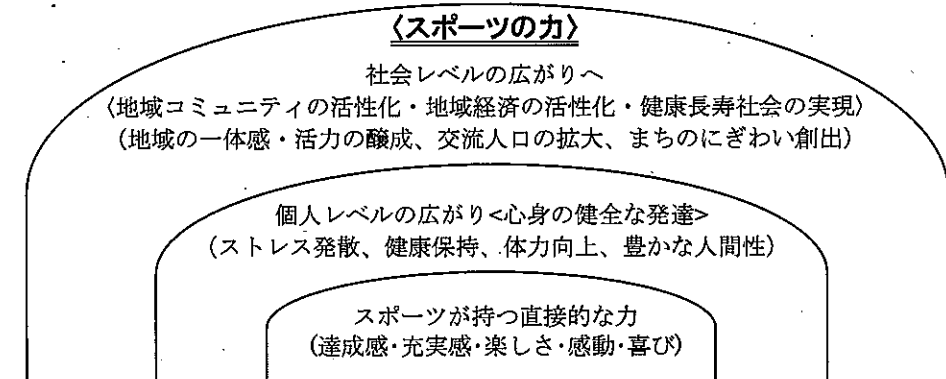 〈スポーツの力〉
社会レベルの広がりへ
〈地域コミュニティの活性化・地域経済の活性化・健康長寿社会の実現〉
(地域の一体感・活力の醸成、交流人口の拡大、まちのにぎわい創出)
個人レベルの広がり<心身の健全な発達>
(ストレス発散、健康保持、体力向上、豊かな人間性)
スポーツが持つ直接的な力
(達成感・充実感・楽しさ・感動・喜び)